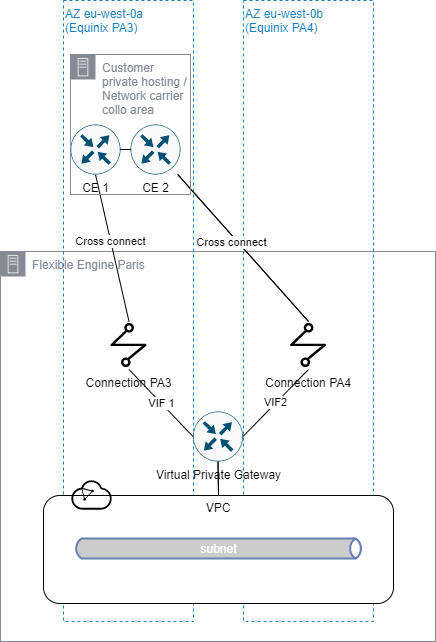 AZ eu-west-0a
(Equinix PA3)
AZ eu-west-0b
(Equinix PA4)
Customer
private hosting /
Network carrier
collo area
CE 1
CE 2
Cross connect
Cross connect
Flexible Engine Paris
Connection PA3
Connection PA4
VIF 1
VIF2
Virtual Private Gateway
VPC
subnet